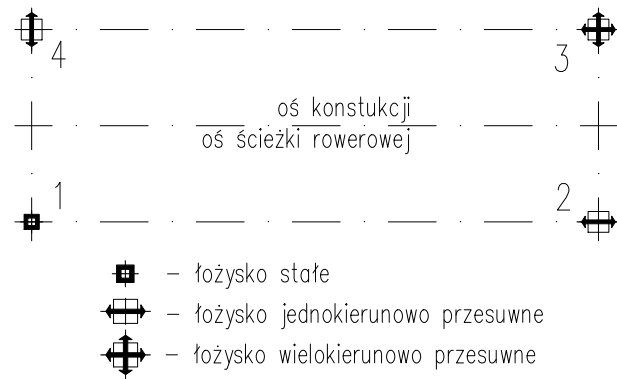 4
3
oś konstukcji
oś ścieżki rowerowej
1
2
– łożysko stałe
– łożysko jednokierunowo przesuwne
– łożysko wielokierunowo przesuwne